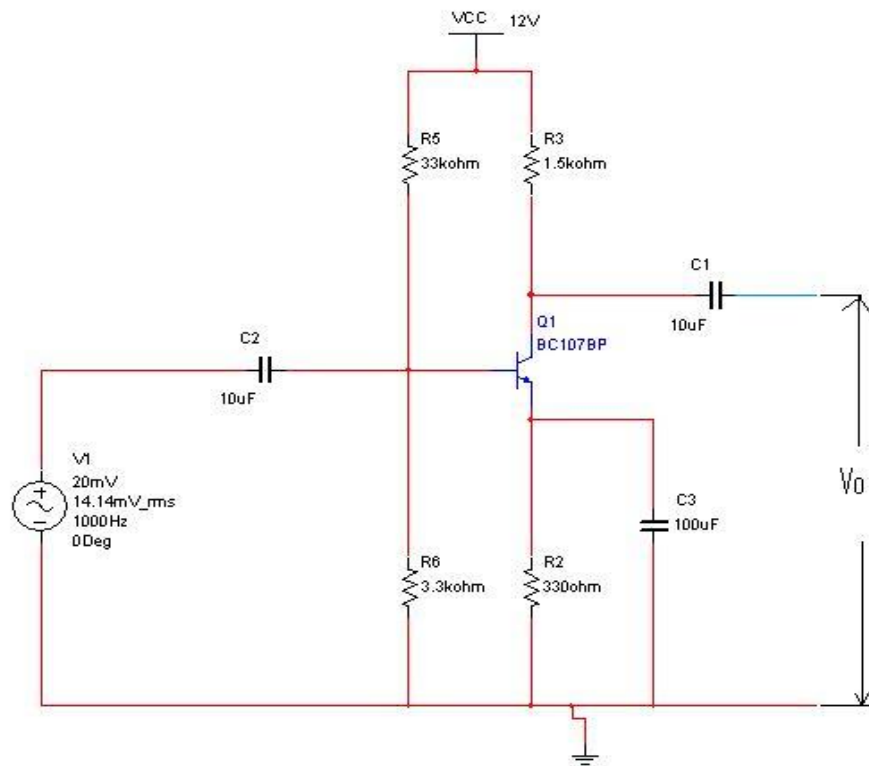 VCC 12V
R5
33kohm
R3
1.5kohm
C1
10uF
Q1
BC107BP
C2
10uF
V1
20mV
14.14mV_rms
1000Hz
0Deg
Vo
C3
100uF
R6
3.3kohm
R2
330ohm